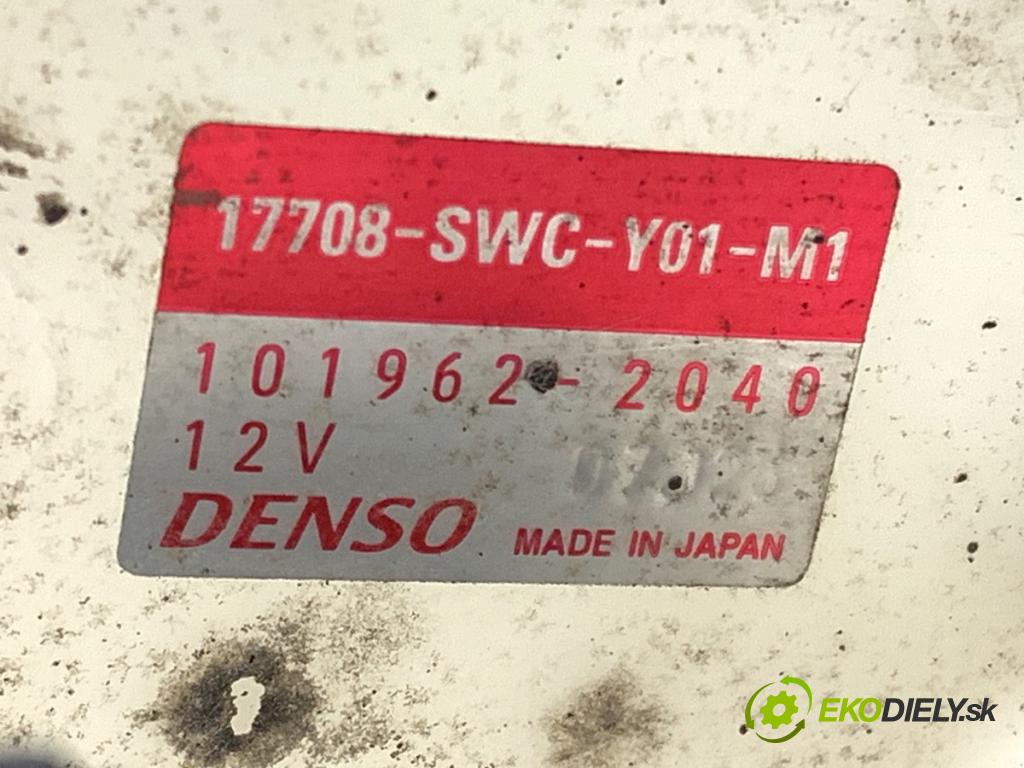 17708-SWC-Y01-M1
101962-2040
12V
DENSO MADE IN JAPAN
EKODIELY.sk